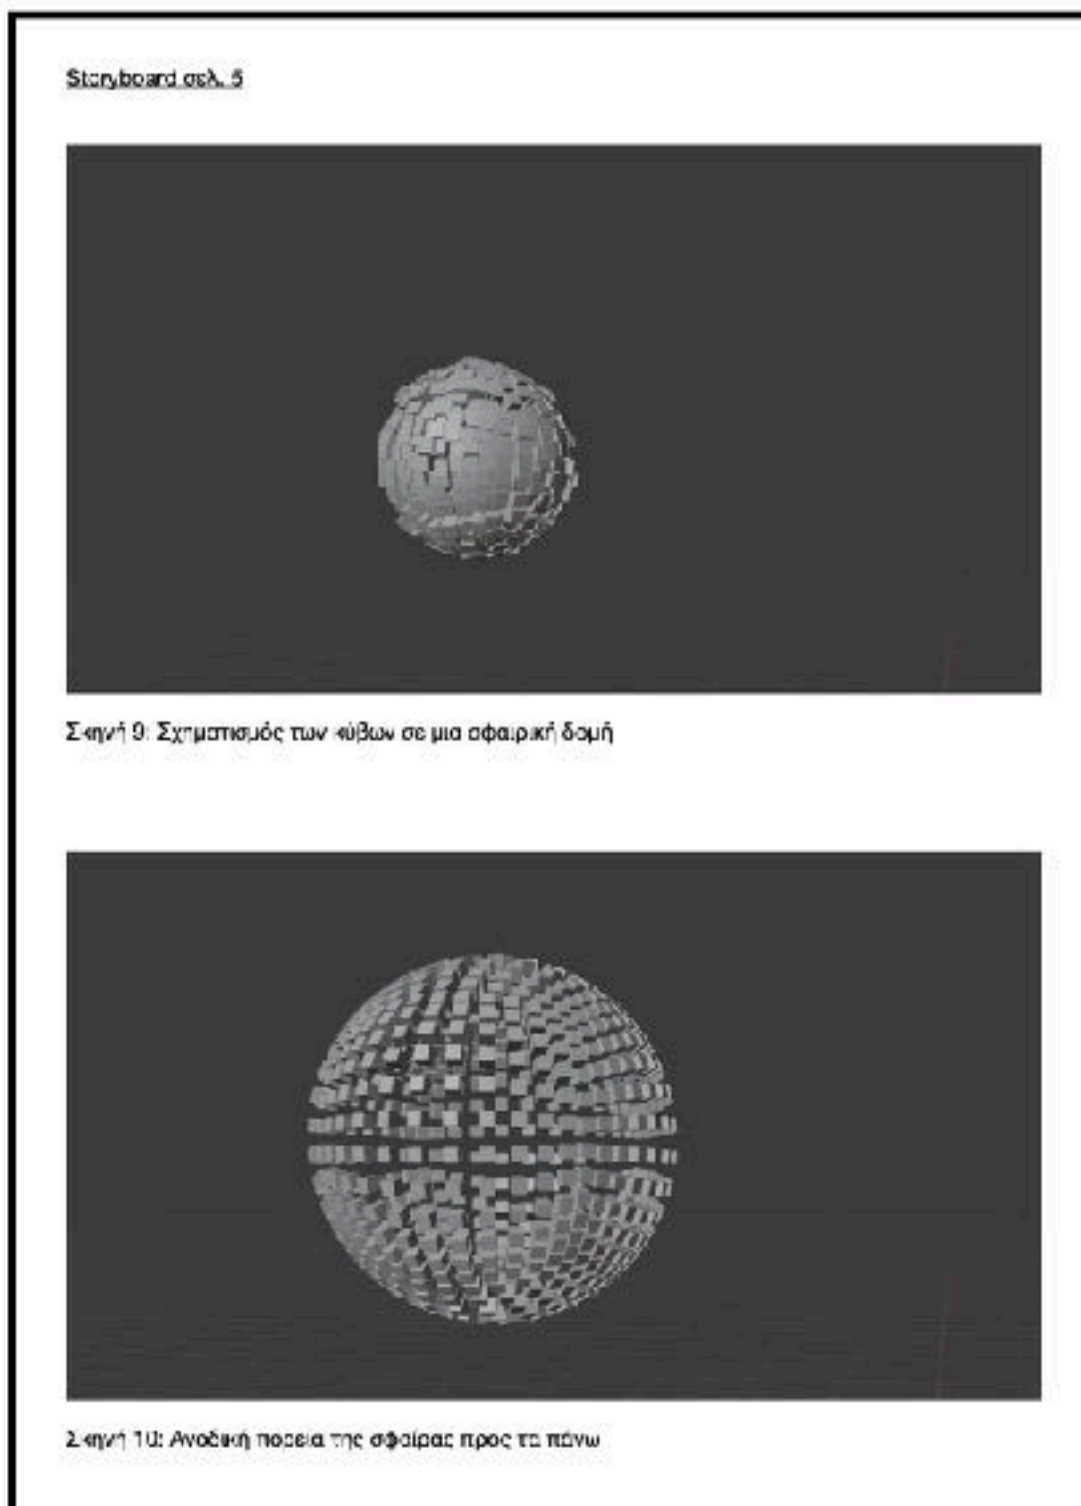 Storyboard σελ. 5
Σκηνή 9: Σχηματισμός των κύβων σε μια σφαιρική δομή
Σκηνή 10: Ανοδική πορεία της σφαίρας προς τα πάνω